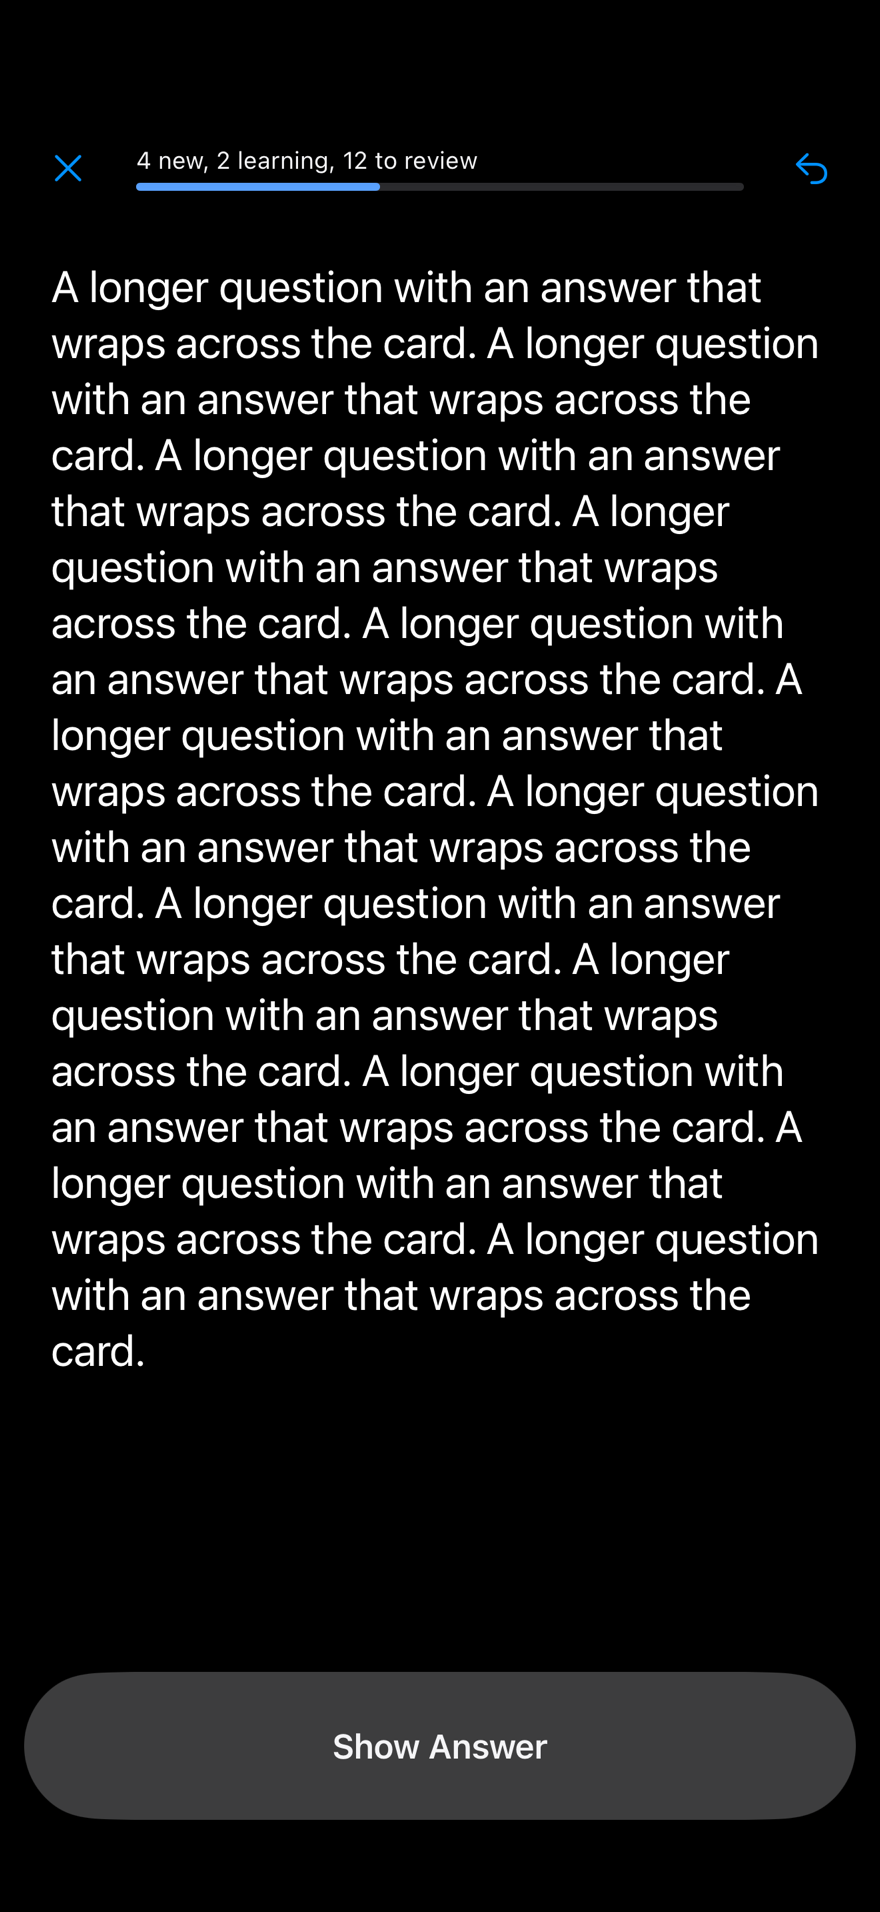 4 new, 2 learning, 12 to review
A longer question with an answer that
wraps across the card. A longer question
with an answer that wraps across the
card. A longer question with an answer
that wraps across the card. A longer
question with an answer that wraps
across the card. A longer question with
an answer that wraps across the card. A
longer question with an answer that
wraps across the card. A longer question
with an answer that wraps across the
card. A longer question with an answer
that wraps across the card. A longer
question with an answer that wraps
across the card. A longer question with
an answer that wraps across the card. A
longer question with an answer that
wraps across the card. A longer question
with an answer that wraps across the
card.
Show Answer